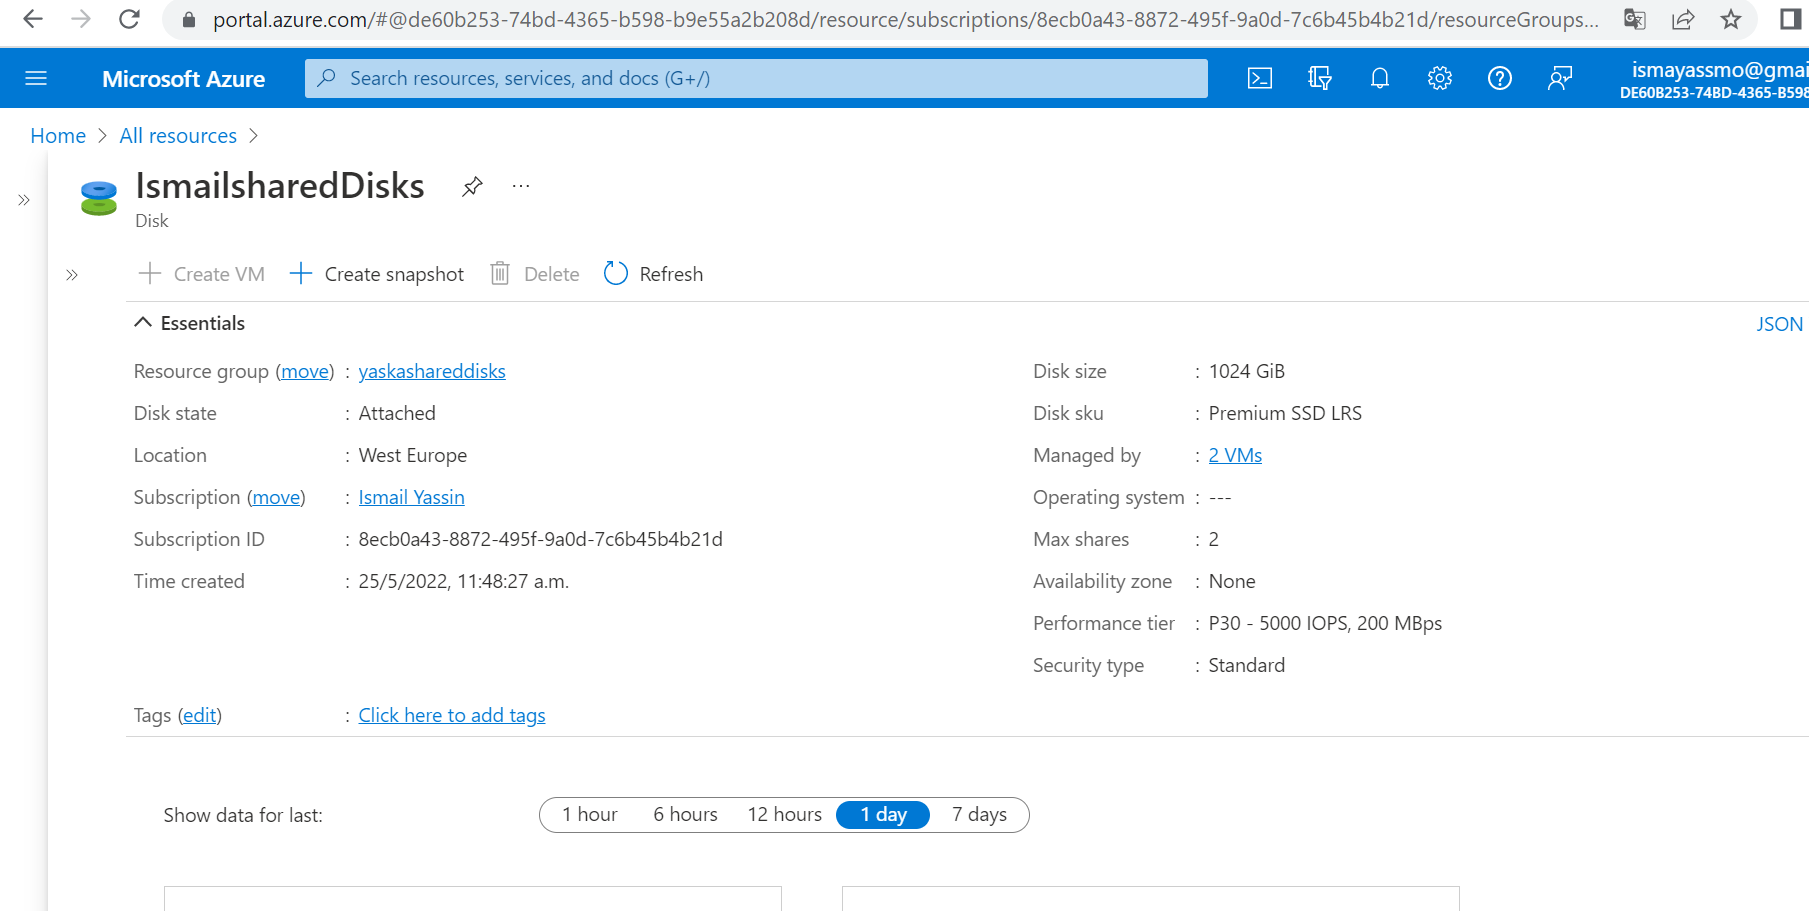 portal.azure.com/#@de60b253-74bd-4365-b598-b9e55a2b208d/resource/subscriptions/8ecb0a43-8872-495f-9a0d-7c6b45b4b21d/resourceGroups...
Microsoft Azure
Search resources, services, and docs (G+/)
ismayassmo@gmai
DE60B253-74BD-4365-B598
Home > All resources >
IsmailsharedDisks ...
Disk
Create VM Create snapshot Delete Refresh
Essentials
JSON
Resource group (move) : yaskashareddisks
Disk state : Attached
Location : West Europe
Subscription (move) : Ismail Yassin
Subscription ID : 8ecb0a43-8872-495f-9a0d-7c6b45b4b21d
Time created : 25/5/2022, 11:48:27 a.m.
Disk size : 1024 GiB
Disk sku : Premium SSD LRS
Managed by : 2 VMs
Operating system : ---
Max shares : 2
Availability zone : None
Performance tier : P30 - 5000 IOPS, 200 MBps
Security type : Standard
Tags (edit) : Click here to add tags
Show data for last: 1 hour 6 hours 12 hours 1 day 7 days